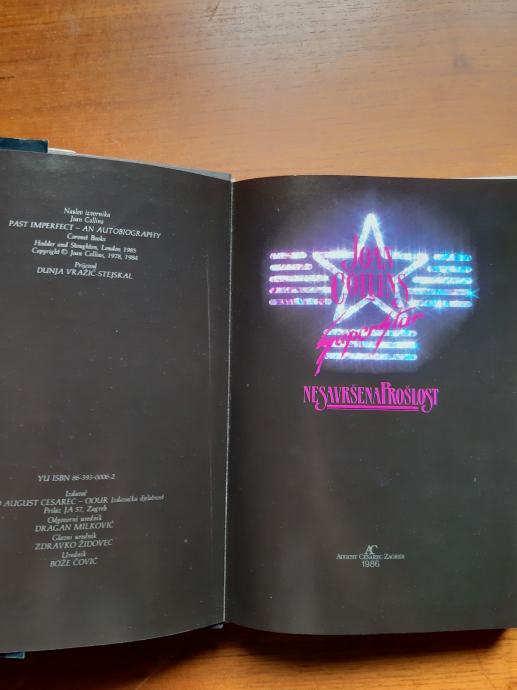 Naslov izvornika
Joan Collins
PAST IMPERFECT – AN AUTOBIOGRAPHY
Coronet Books
Hodder and Stoughton, London 1985
Copyright © Joan Collins, 1978, 1984
Prijevod
DUNJA VRAŽIĆ-STEJSKAL
YU ISBN 86-393-0006-2
Izdavač
AUGUST CESAREC – OOUR Izdavačka djelatnost
Prilaz JA 57, Zagreb
Odgovorni urednik
DRAGAN MILKOVIĆ
Glavni urednik
ZDRAVKO ŽIDOVEC
Urednik
BOŽE ČOVIĆ
JOAN
COLLINS
Superstar
NESAVRŠENA PROŠLOST
AC
AUGUST CESAREC ZAGREB
1986